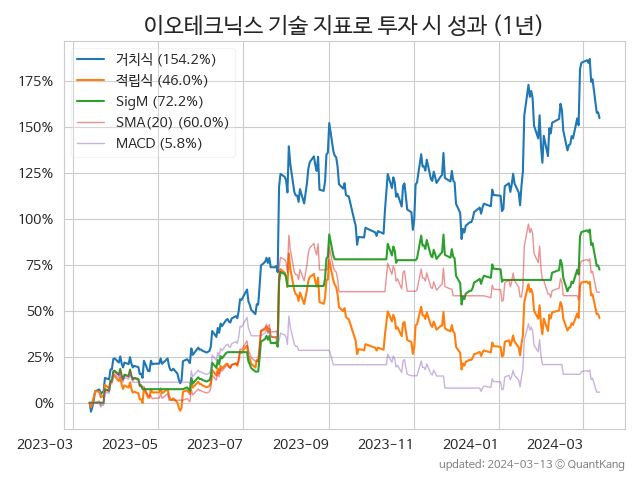 이오테크닉스 기술 지표로 투자 시 성과 (1년)
거치식 (154.2%)
적립식 (46.0%)
SigM (72.2%)
SMA(20) (60.0%)
MACD (5.8%)
175%
150%
125%
100%
75%
50%
25%
0%
2023-03 2023-05 2023-07 2023-09 2023-11 2024-01 2024-03
updated: 2024-03-13 © QuantKang